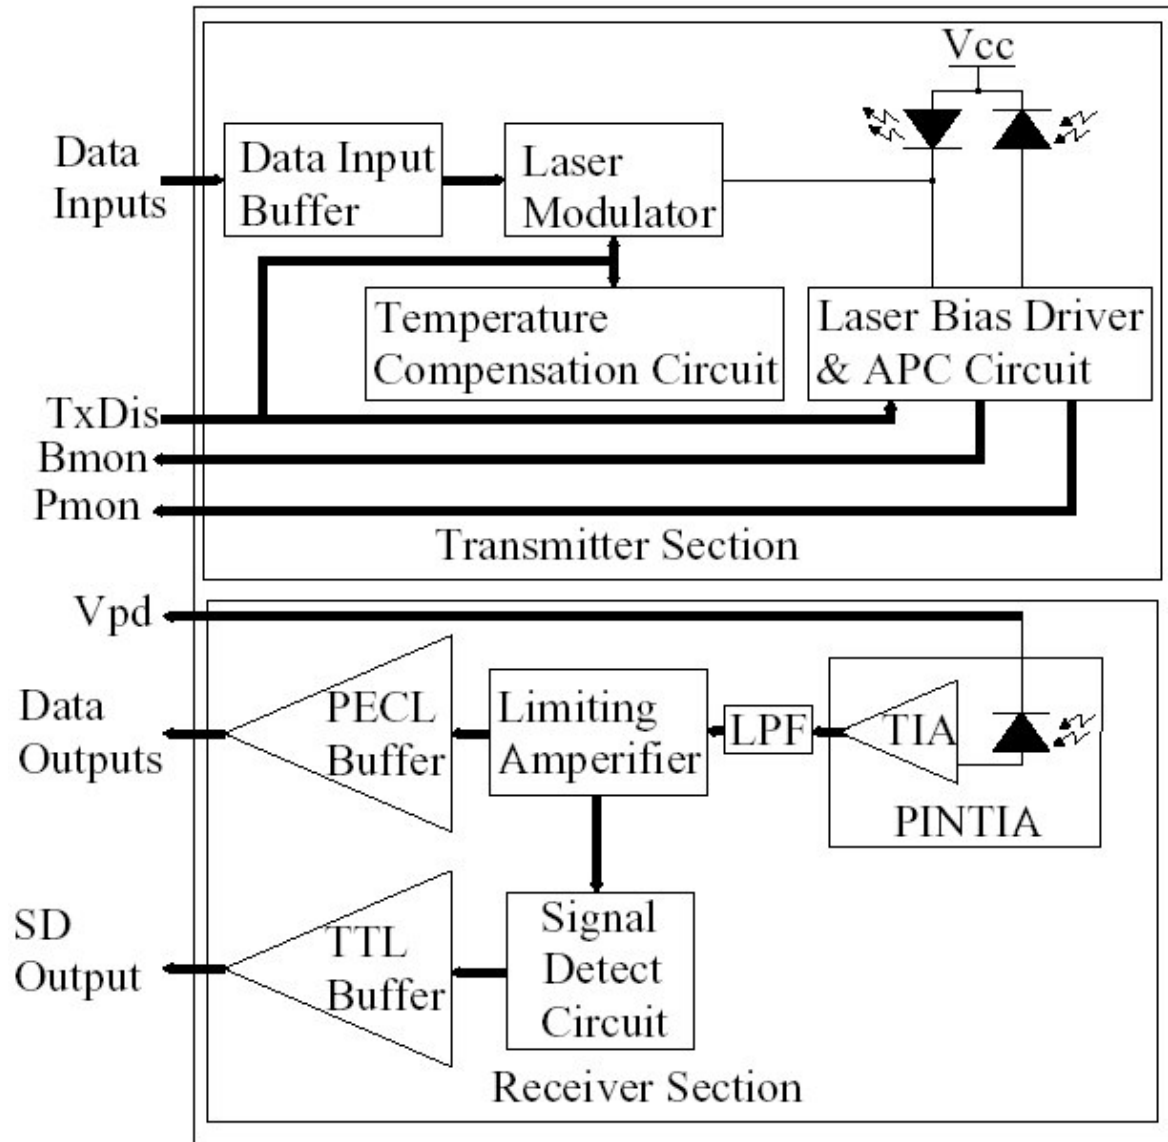 Vcc
Data
Inputs
Data Input
Buffer
Laser
Modulator
Temperature
Compensation Circuit
Laser Bias Driver
& APC Circuit
TxDis
Bmon
Pmon
Transmitter Section
Vpd
Data
Outputs
PECL
Buffer
Limiting
Amperifier
LPF
TIA
PINTIA
SD
Output
TTL
Buffer
Signal
Detect
Circuit
Receiver Section